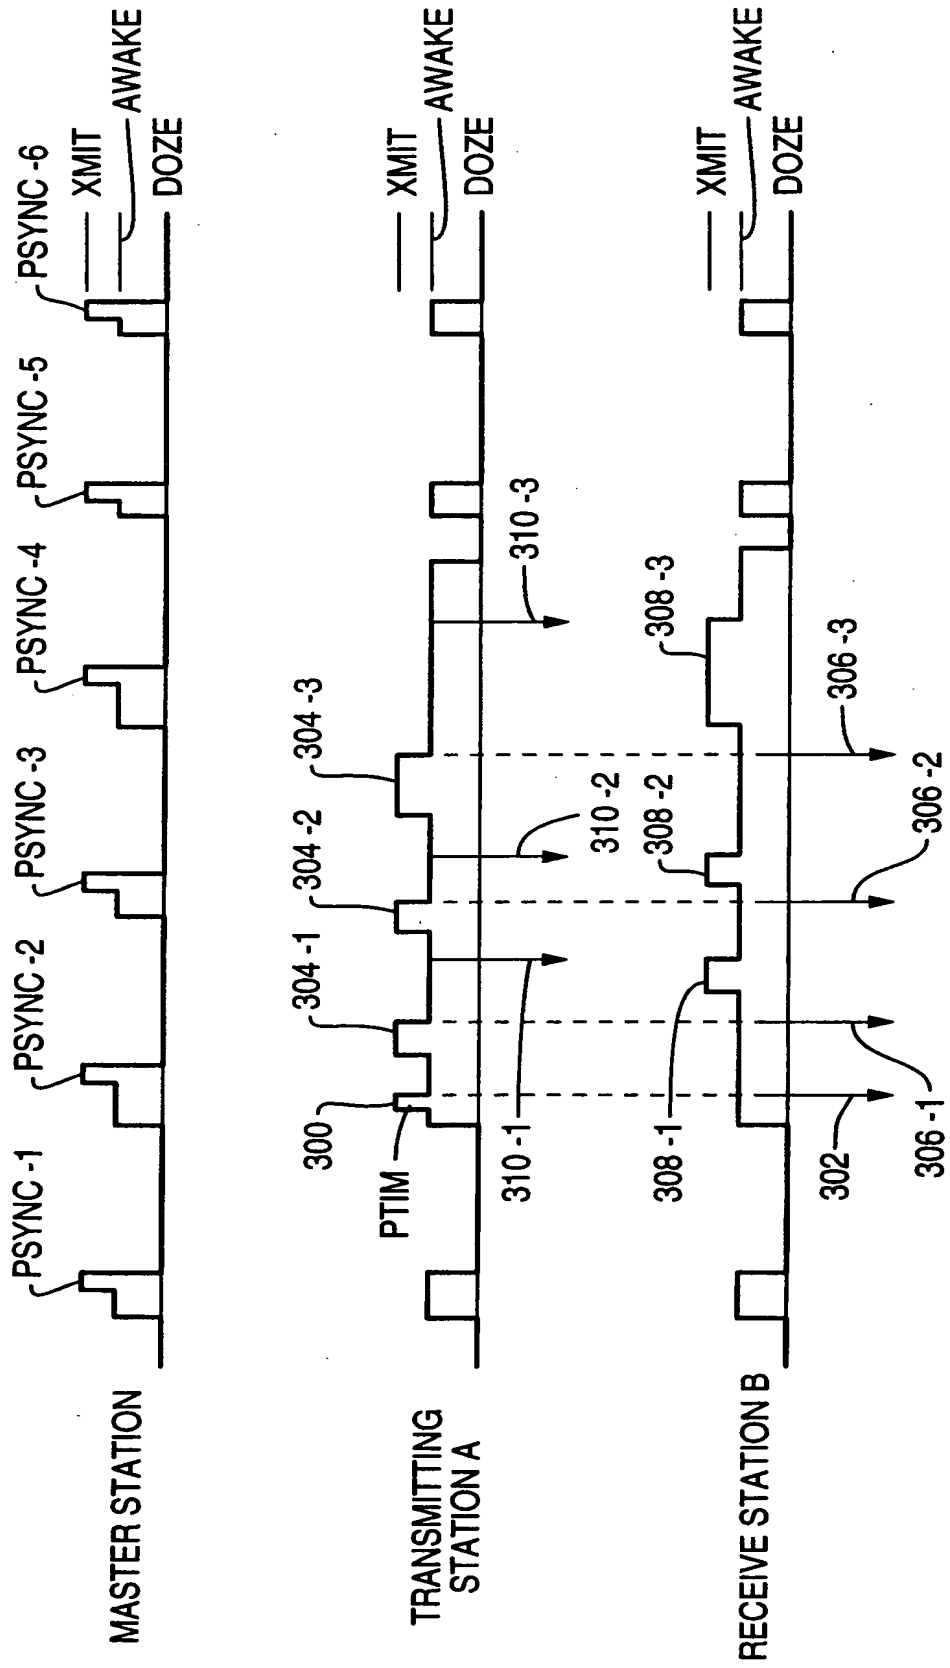 PSYNC-1
PSYNC-2
PSYNC-3
PSYNC-4
PSYNC-5
PSYNC-6
MASTER STATION
XMIT
AWAKE
DOZE
300
PTIM
304-1
304-2
304-3
TRANSMITTING
STATION A
XMIT
AWAKE
DOZE
310-1
310-2
310-3
308-1
308-2
308-3
RECEIVE STATION B
XMIT
AWAKE
DOZE
302
306-1
306-2
306-3